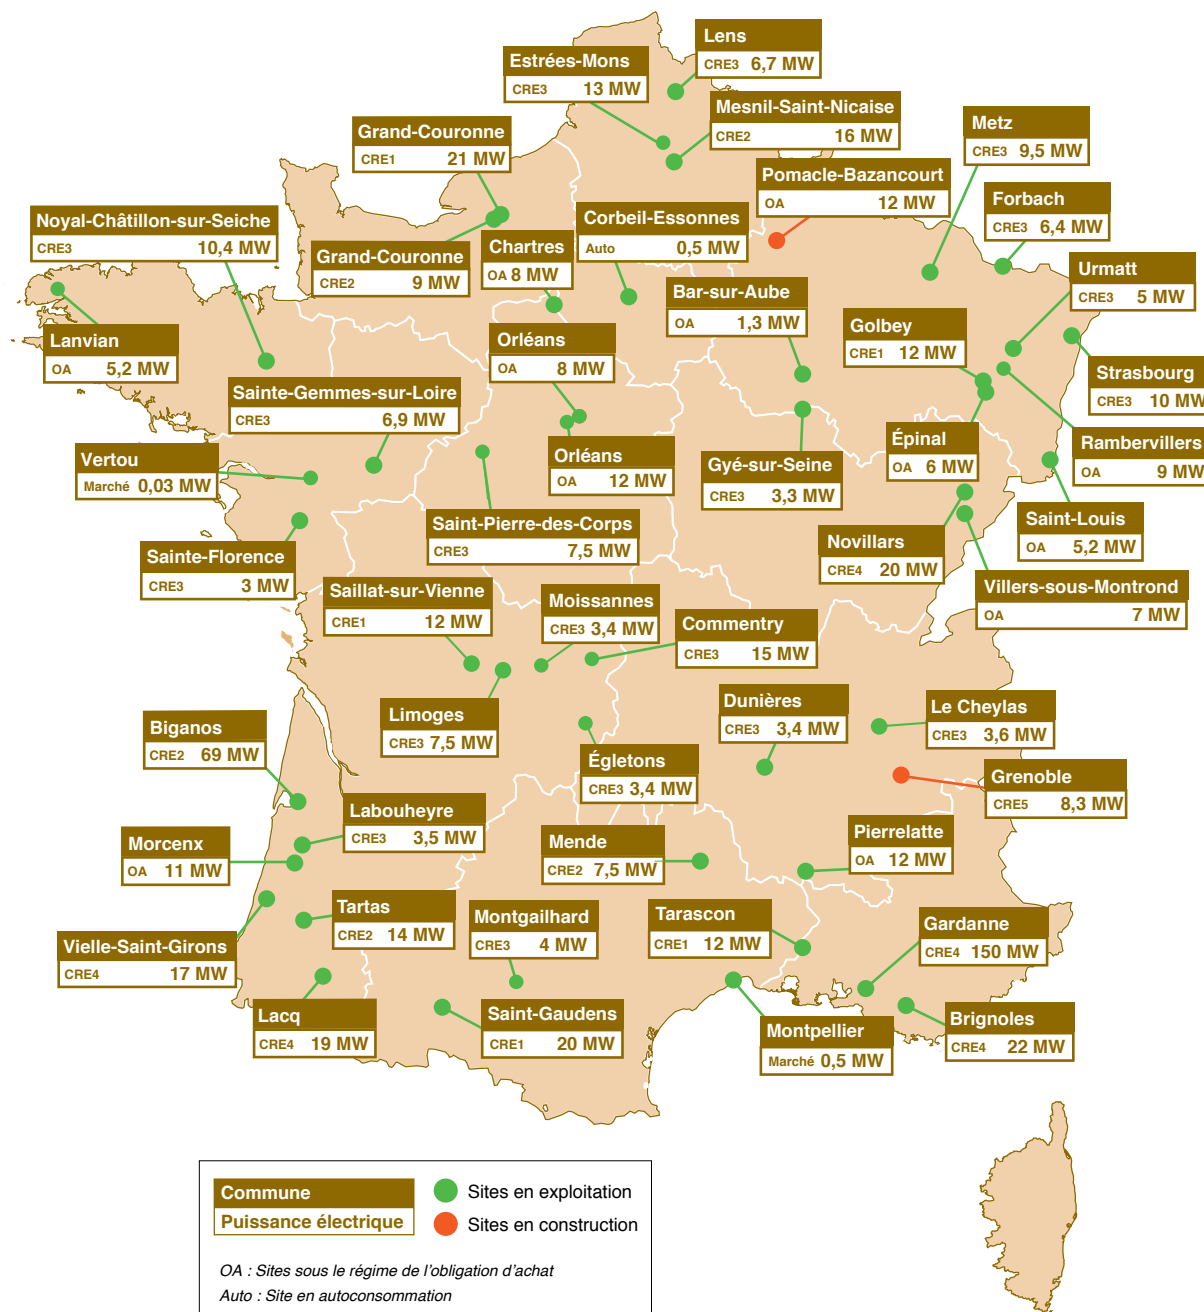 Lens
CRE3 6,7 MW
Estrées-Mons
CRE3 13 MW
Mesnil-Saint-Nicaise
CRE2 16 MW
Grand-Couronne
CRE1 21 MW
Metz
CRE3 9,5 MW
Pomacle-Bazancourt
OA 12 MW
Forbach
CRE3 6,4 MW
Noyal-Châtillon-sur-Seiche
CRE3 10,4 MW
Corbeil-Essonnes
Auto 0,5 MW
Grand-Couronne
CRE2 9 MW
Chartres
OA 8 MW
Urmatt
CRE3 5 MW
Bar-sur-Aube
OA 1,3 MW
Golbey
CRE1 12 MW
Lanvian
OA 5,2 MW
Orléans
OA 8 MW
Strasbourg
CRE3 10 MW
Sainte-Gemmes-sur-Loire
CRE3 6,9 MW
Épinal
OA 6 MW
Rambervillers
OA 9 MW
Vertou
Marché 0,03 MW
Orléans
OA 12 MW
Gyé-sur-Seine
CRE3 3,3 MW
Saint-Pierre-des-Corps
CRE3 7,5 MW
Saint-Louis
OA 5,2 MW
Sainte-Florence
CRE3 3 MW
Novillars
CRE4 20 MW
Villers-sous-Montrond
OA 7 MW
Saillat-sur-Vienne
CRE1 12 MW
Moissannes
CRE3 3,4 MW
Commentry
CRE3 15 MW
Limoges
CRE3 7,5 MW
Dunières
CRE3 3,4 MW
Le Cheylas
CRE3 3,6 MW
Biganos
CRE2 69 MW
Égletons
CRE3 3,4 MW
Grenoble
CRE5 8,3 MW
Labouheyre
CRE3 3,5 MW
Morcenx
OA 11 MW
Mende
CRE2 7,5 MW
Pierrelatte
OA 12 MW
Tartas
CRE2 14 MW
Montgailhard
CRE3 4 MW
Tarascon
CRE1 12 MW
Gardanne
CRE4 150 MW
Vielle-Saint-Girons
CRE4 17 MW
Lacq
CRE4 19 MW
Saint-Gaudens
CRE1 20 MW
Montpellier
Marché 0,5 MW
Brignoles
CRE4 22 MW
Commune
Puissance électrique
Sites en exploitation
Sites en construction
OA : Sites sous le régime de l'obligation d'achat
Auto : Site en autoconsommation